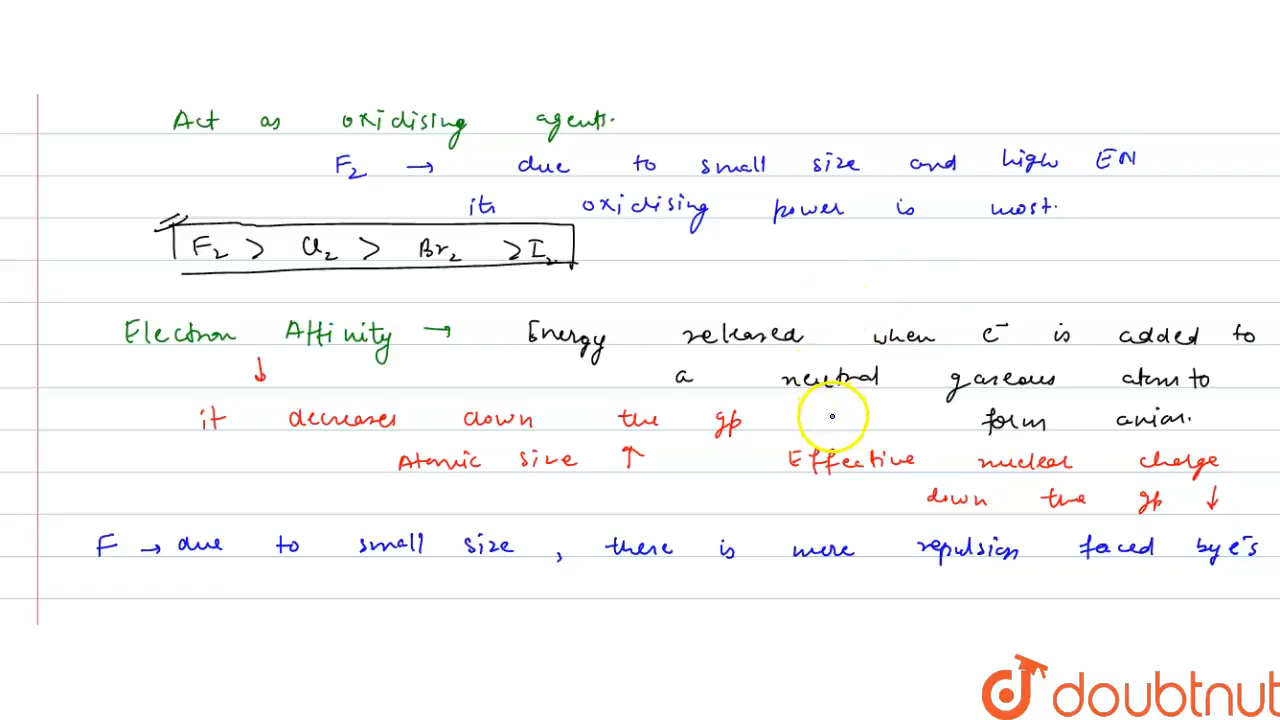 Act as oxidising agents.
F2 → due to small size and high EN
its oxidising power is most.
F2 > Cl2 > Br2 > I2
Electron Affinity → Energy released when e⁻ is added to
↓ a neutral gaseous atom to
it decreases down the gp form anion.
Atomic size ↑ Effective nuclear charge
down the gp ↓
F → due to small size, there is more repulsion faced by e⁻s
doubtnut